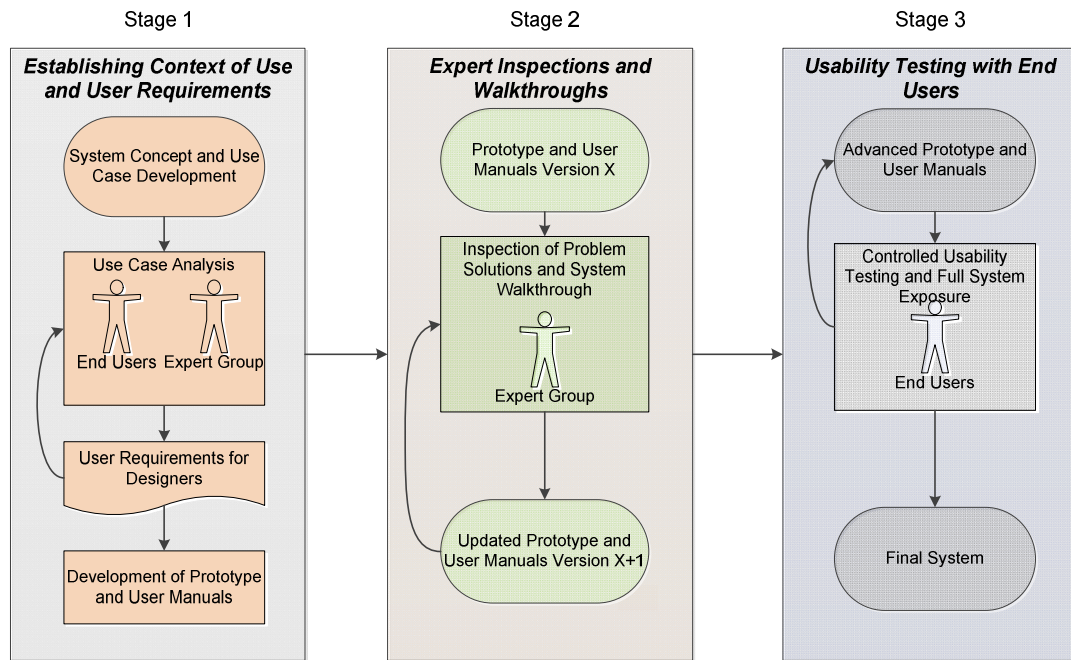 Stage 1
Establishing Context of Use
and User Requirements
System Concept and Use
Case Development
Use Case Analysis
End Users
Expert Group
User Requirements for
Designers
Development of Prototype
and User Manuals
Stage 2
Expert Inspections and
Walkthroughs
Prototype and User
Manuals Version X
Inspection of Problem
Solutions and System
Walkthrough
Expert Group
Updated Prototype and
User Manuals Version X+1
Stage 3
Usability Testing with End
Users
Advanced Prototype and
User Manuals
Controlled Usability
Testing and Full System
Exposure
End Users
Final System